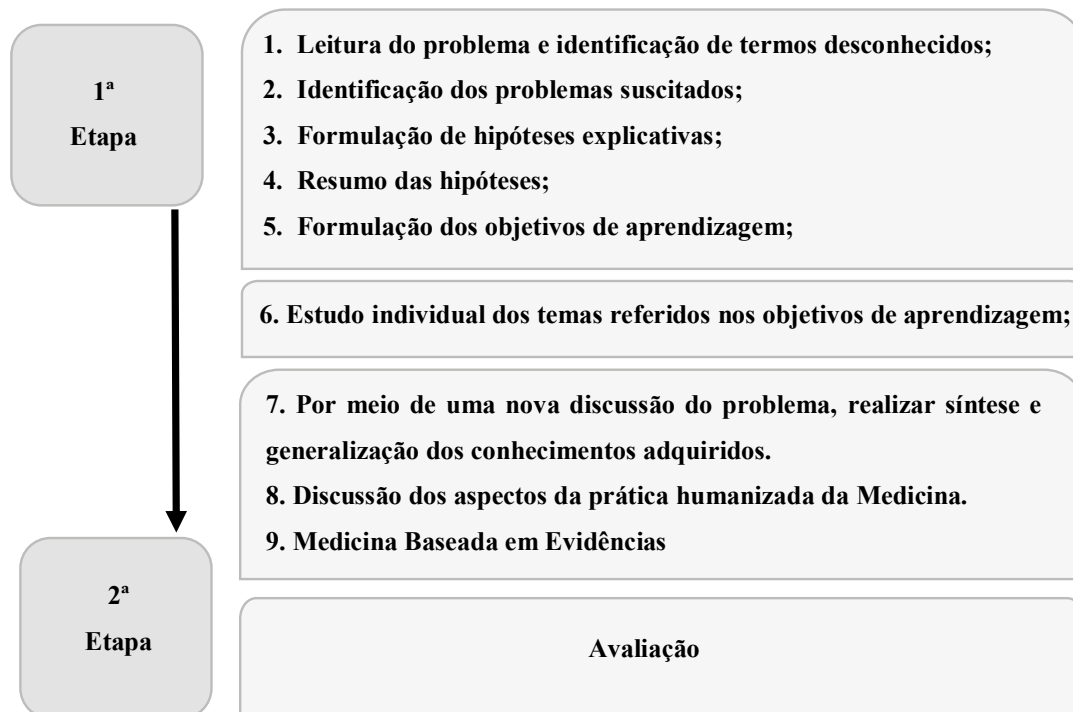 1ª
Etapa
1. Leitura do problema e identificação de termos desconhecidos;
2. Identificação dos problemas suscitados;
3. Formulação de hipóteses explicativas;
4. Resumo das hipóteses;
5. Formulação dos objetivos de aprendizagem;
6. Estudo individual dos temas referidos nos objetivos de aprendizagem;
7. Por meio de uma nova discussão do problema, realizar síntese e
generalização dos conhecimentos adquiridos.
8. Discussão dos aspectos da prática humanizada da Medicina.
9. Medicina Baseada em Evidências
2ª
Etapa
Avaliação